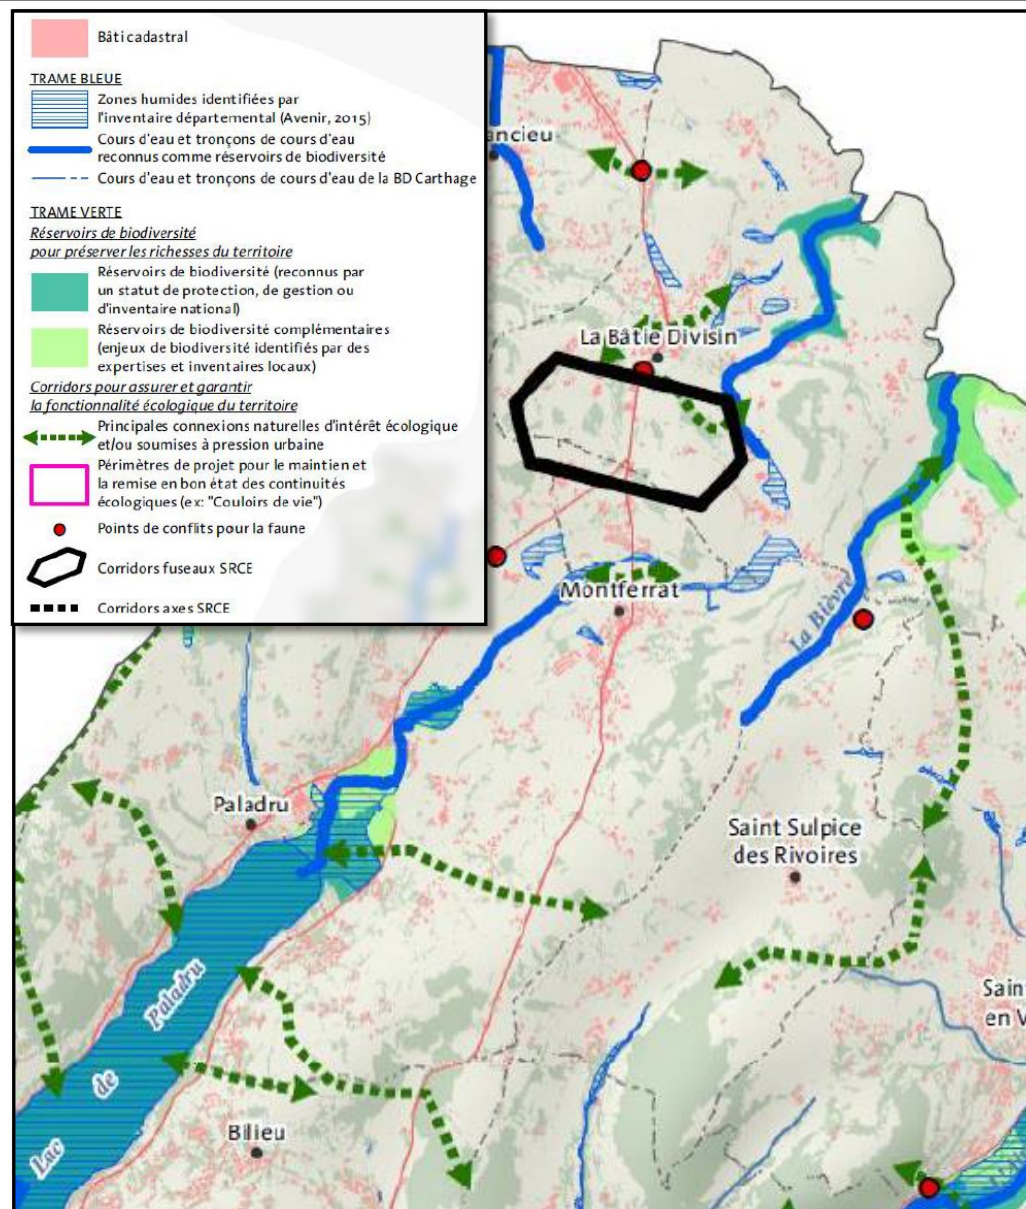 Bâti cadastral
TRAME BLEUE
Zones humides identifiées par
l'inventaire départemental (Avenir, 2015)
Cours d'eau et tronçons de cours d'eau
reconnus comme réservoirs de biodiversité
Cours d'eau et tronçons de cours d'eau de la BD Carthage
TRAME VERTE
Réservoirs de biodiversité
pour préserver les richesses du territoire
Réservoirs de biodiversité (reconnus par
un statut de protection, de gestion ou
d'inventaire national)
Réservoirs de biodiversité complémentaires
(enjeux de biodiversité identifiés par des
expertises et inventaires locaux)
Corridors pour assurer et garantir
la fonctionnalité écologique du territoire
Principales connexions naturelles d'intérêt écologique
et/ou soumises à pression urbaine
Périmètres de projet pour le maintien et
la remise en bon état des continuités
écologiques (ex: "Couloirs de vie")
Points de conflits pour la faune
Corridors fuseaux SRCE
Corridors axes SRCE
ancieu
La Bâtie Divisin
Montferrat
La Bièvre
Paladru
Saint Sulpice
des Rivoires
Lac de Paladru
Sain
en V
Bilieu